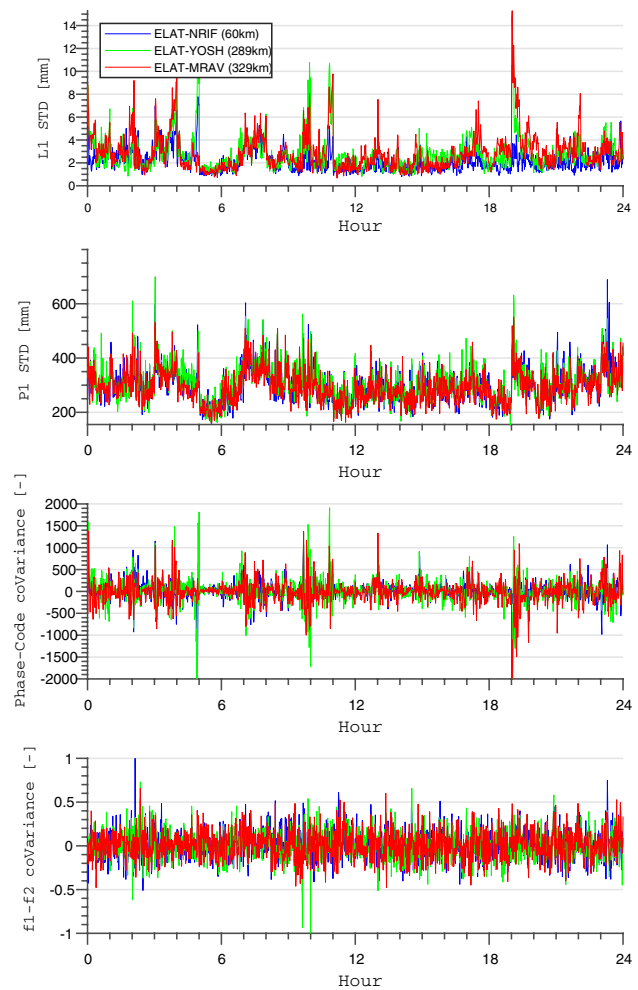 14
12
10
8
6
4
2
0
L1 STD [mm]
ELAT-NRIF (60km)
ELAT-YOSH (289km)
ELAT-MRAV (329km)
0 6 12 18 24
Hour
600
400
200
P1 STD [mm]
0 6 12 18 24
Hour
2000
1500
1000
500
0
-500
-1000
-1500
-2000
Phase-Code coVariance [-]
0 6 12 18 24
Hour
1
0.5
0
-0.5
-1
f1-f2 coVariance [-]
0 6 12 18 24
Hour